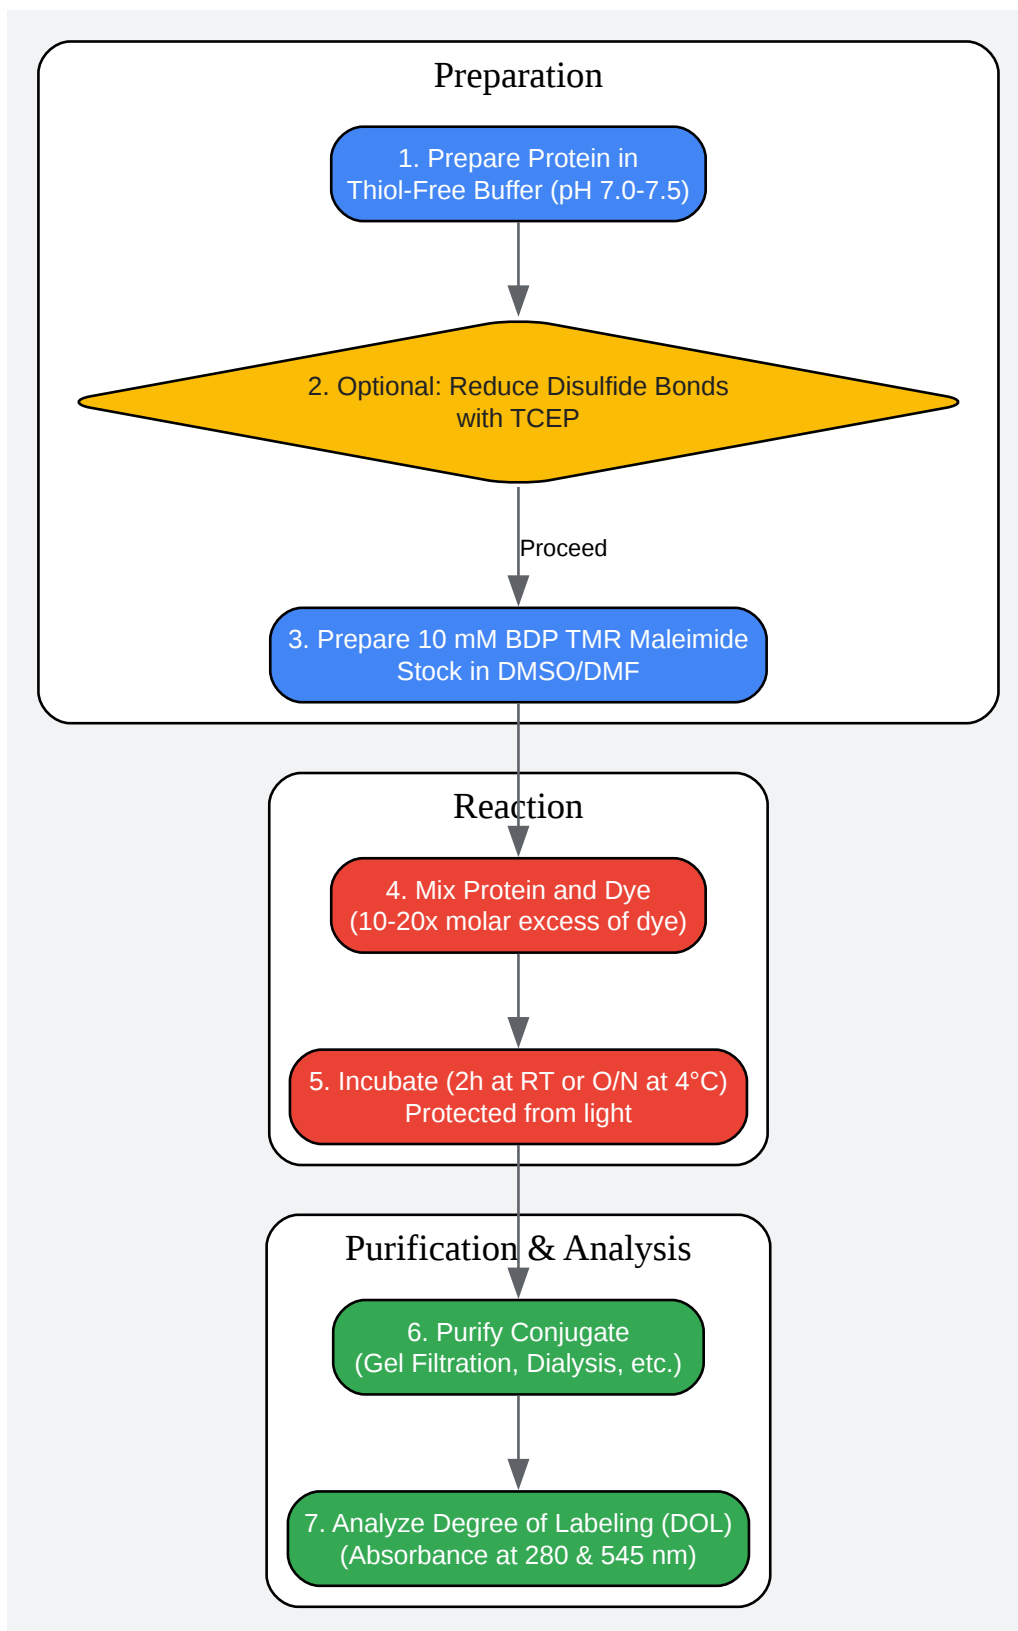 Preparation
1. Prepare Protein in
Thiol-Free Buffer (pH 7.0-7.5)
2. Optional: Reduce Disulfide Bonds
with TCEP
Proceed
3. Prepare 10 mM BDP TMR Maleimide
Stock in DMSO/DMF
Reaction
4. Mix Protein and Dye
(10-20x molar excess of dye)
5. Incubate (2h at RT or O/N at 4°C)
Protected from light
Purification & Analysis
6. Purify Conjugate
(Gel Filtration, Dialysis, etc.)
7. Analyze Degree of Labeling (DOL)
(Absorbance at 280 & 545 nm)